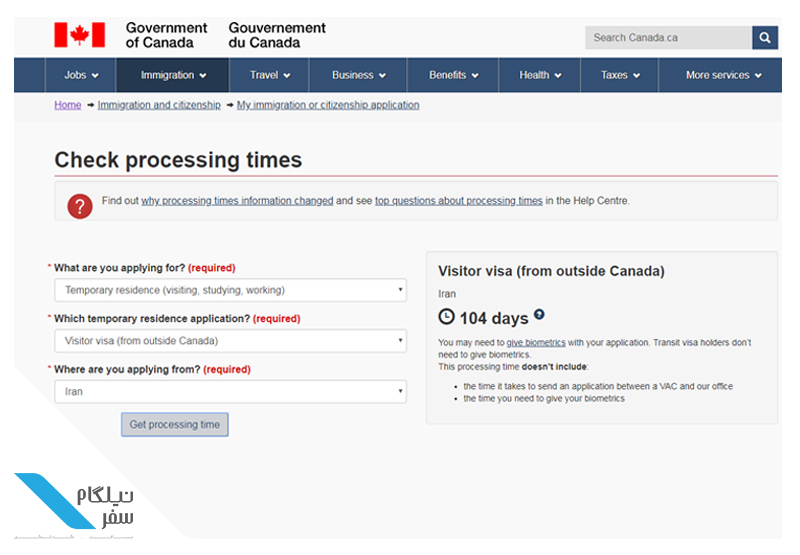 Government of Canada
Gouvernement du Canada
Search Canada.ca
Jobs Immigration Travel Business Benefits Health Taxes More services
Home → Immigration and citizenship → My immigration or citizenship application
Check processing times
? Find out why processing times information changed and see top questions about processing times in the Help Centre.
* What are you applying for? (required)
Temporary residence (visiting, studying, working)
* Which temporary residence application? (required)
Visitor visa (from outside Canada)
* Where are you applying from? (required)
Iran
Get processing time
Visitor visa (from outside Canada)
Iran
104 days ?
You may need to give biometrics with your application. Transit visa holders don't
need to give biometrics.
This processing time doesn't include:
• the time it takes to send an application between a VAC and our office
• the time you need to give your biometrics
نیلگام
سفر